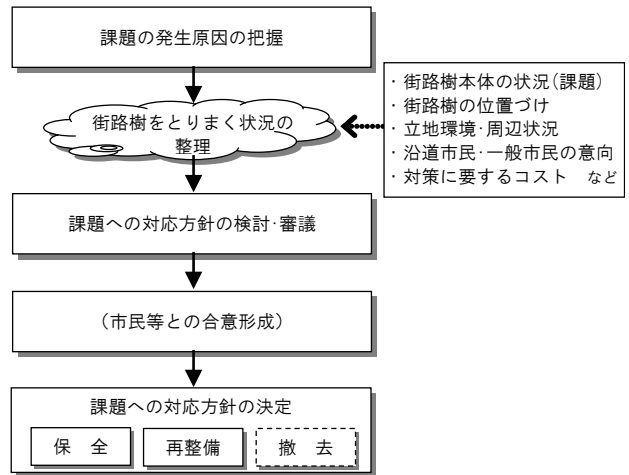 課題の発生原因の把握
街路樹をとりまく状況の
整理
・街路樹本体の状況(課題)
・街路樹の位置づけ
・立地環境･周辺状況
・沿道市民･一般市民の意向
・対策に要するコスト　など
課題への対応方針の検討･審議
(市民等との合意形成)
課題への対応方針の決定
保　全
再整備
撤　去